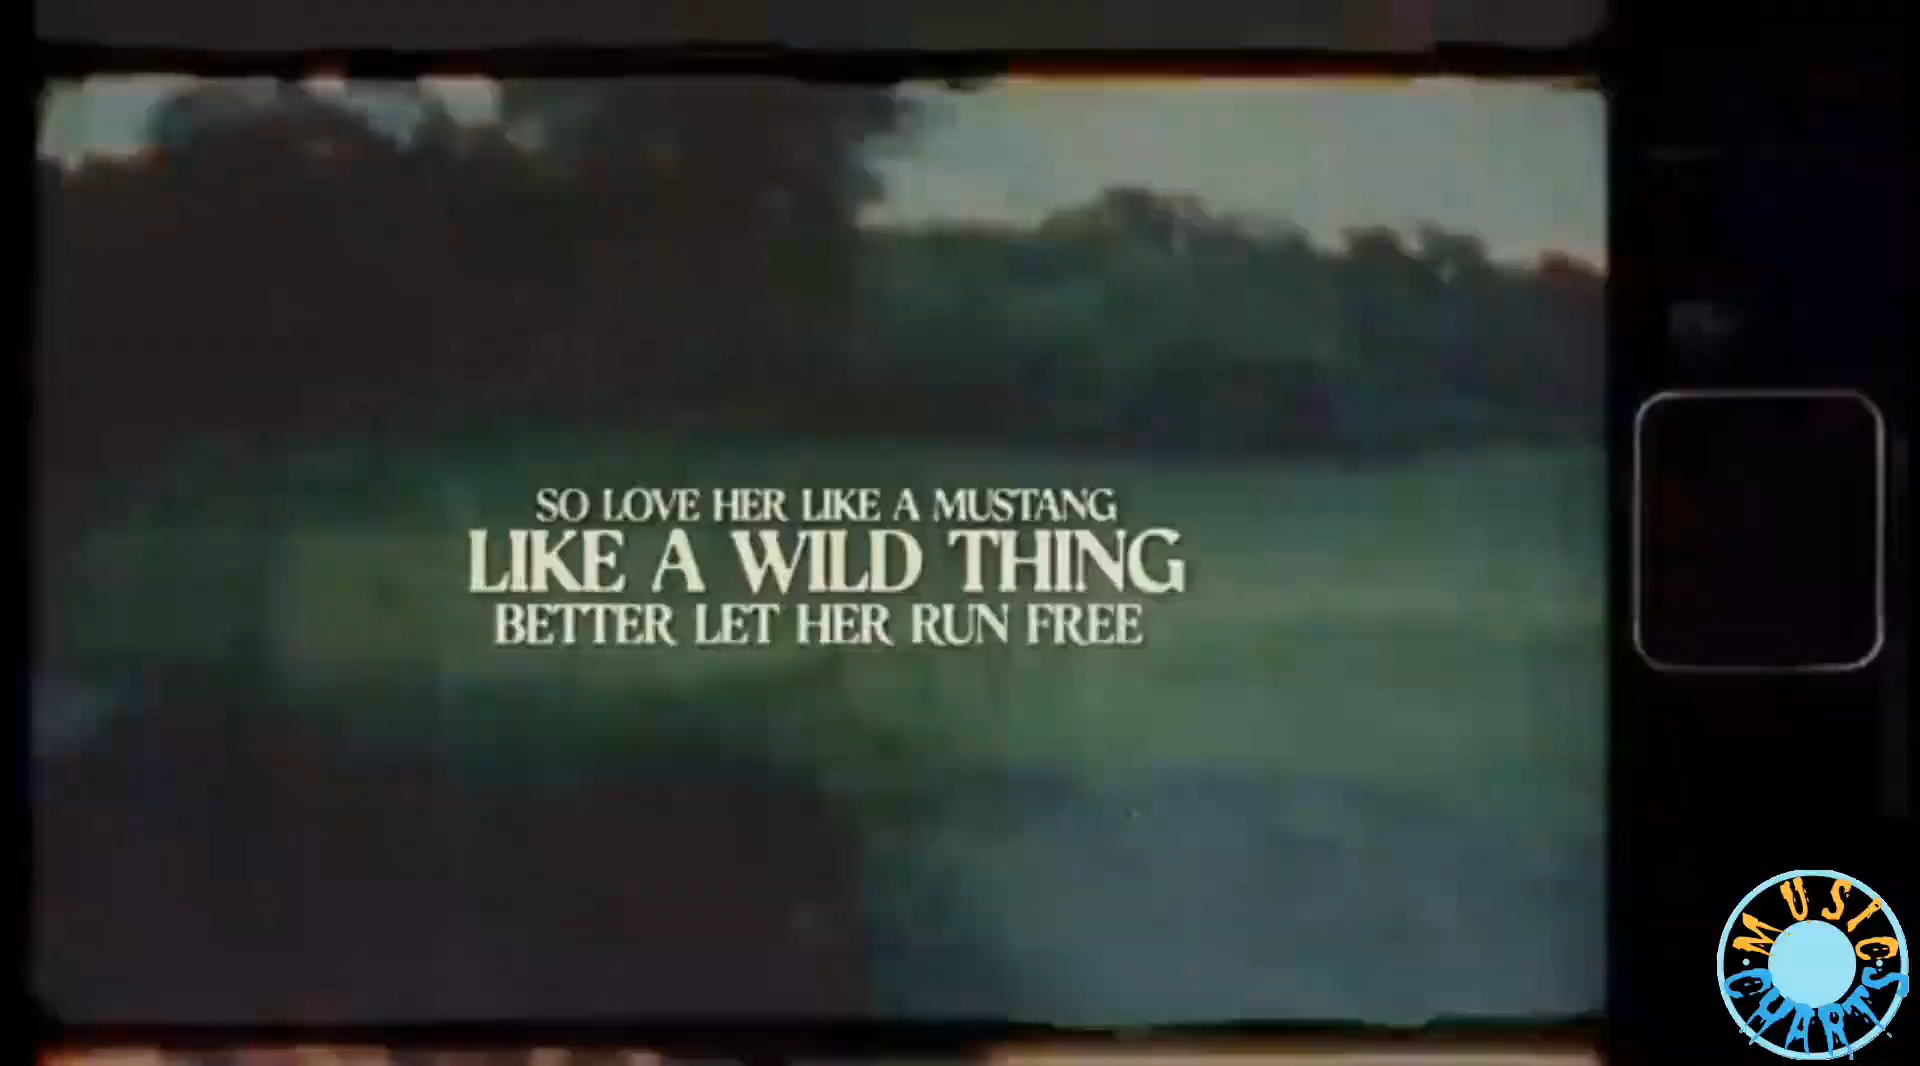 SO LOVE HER LIKE A MUSTANG
LIKE A WILD THING
BETTER LET HER RUN FREE
MUSIC
CHARTS